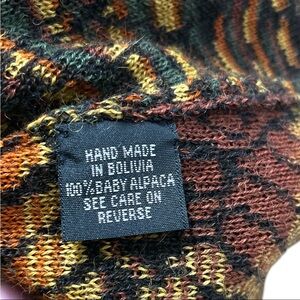 HAND MADE
IN BOLIVIA
100% BABY ALPACA
SEE CARE ON
REVERSE